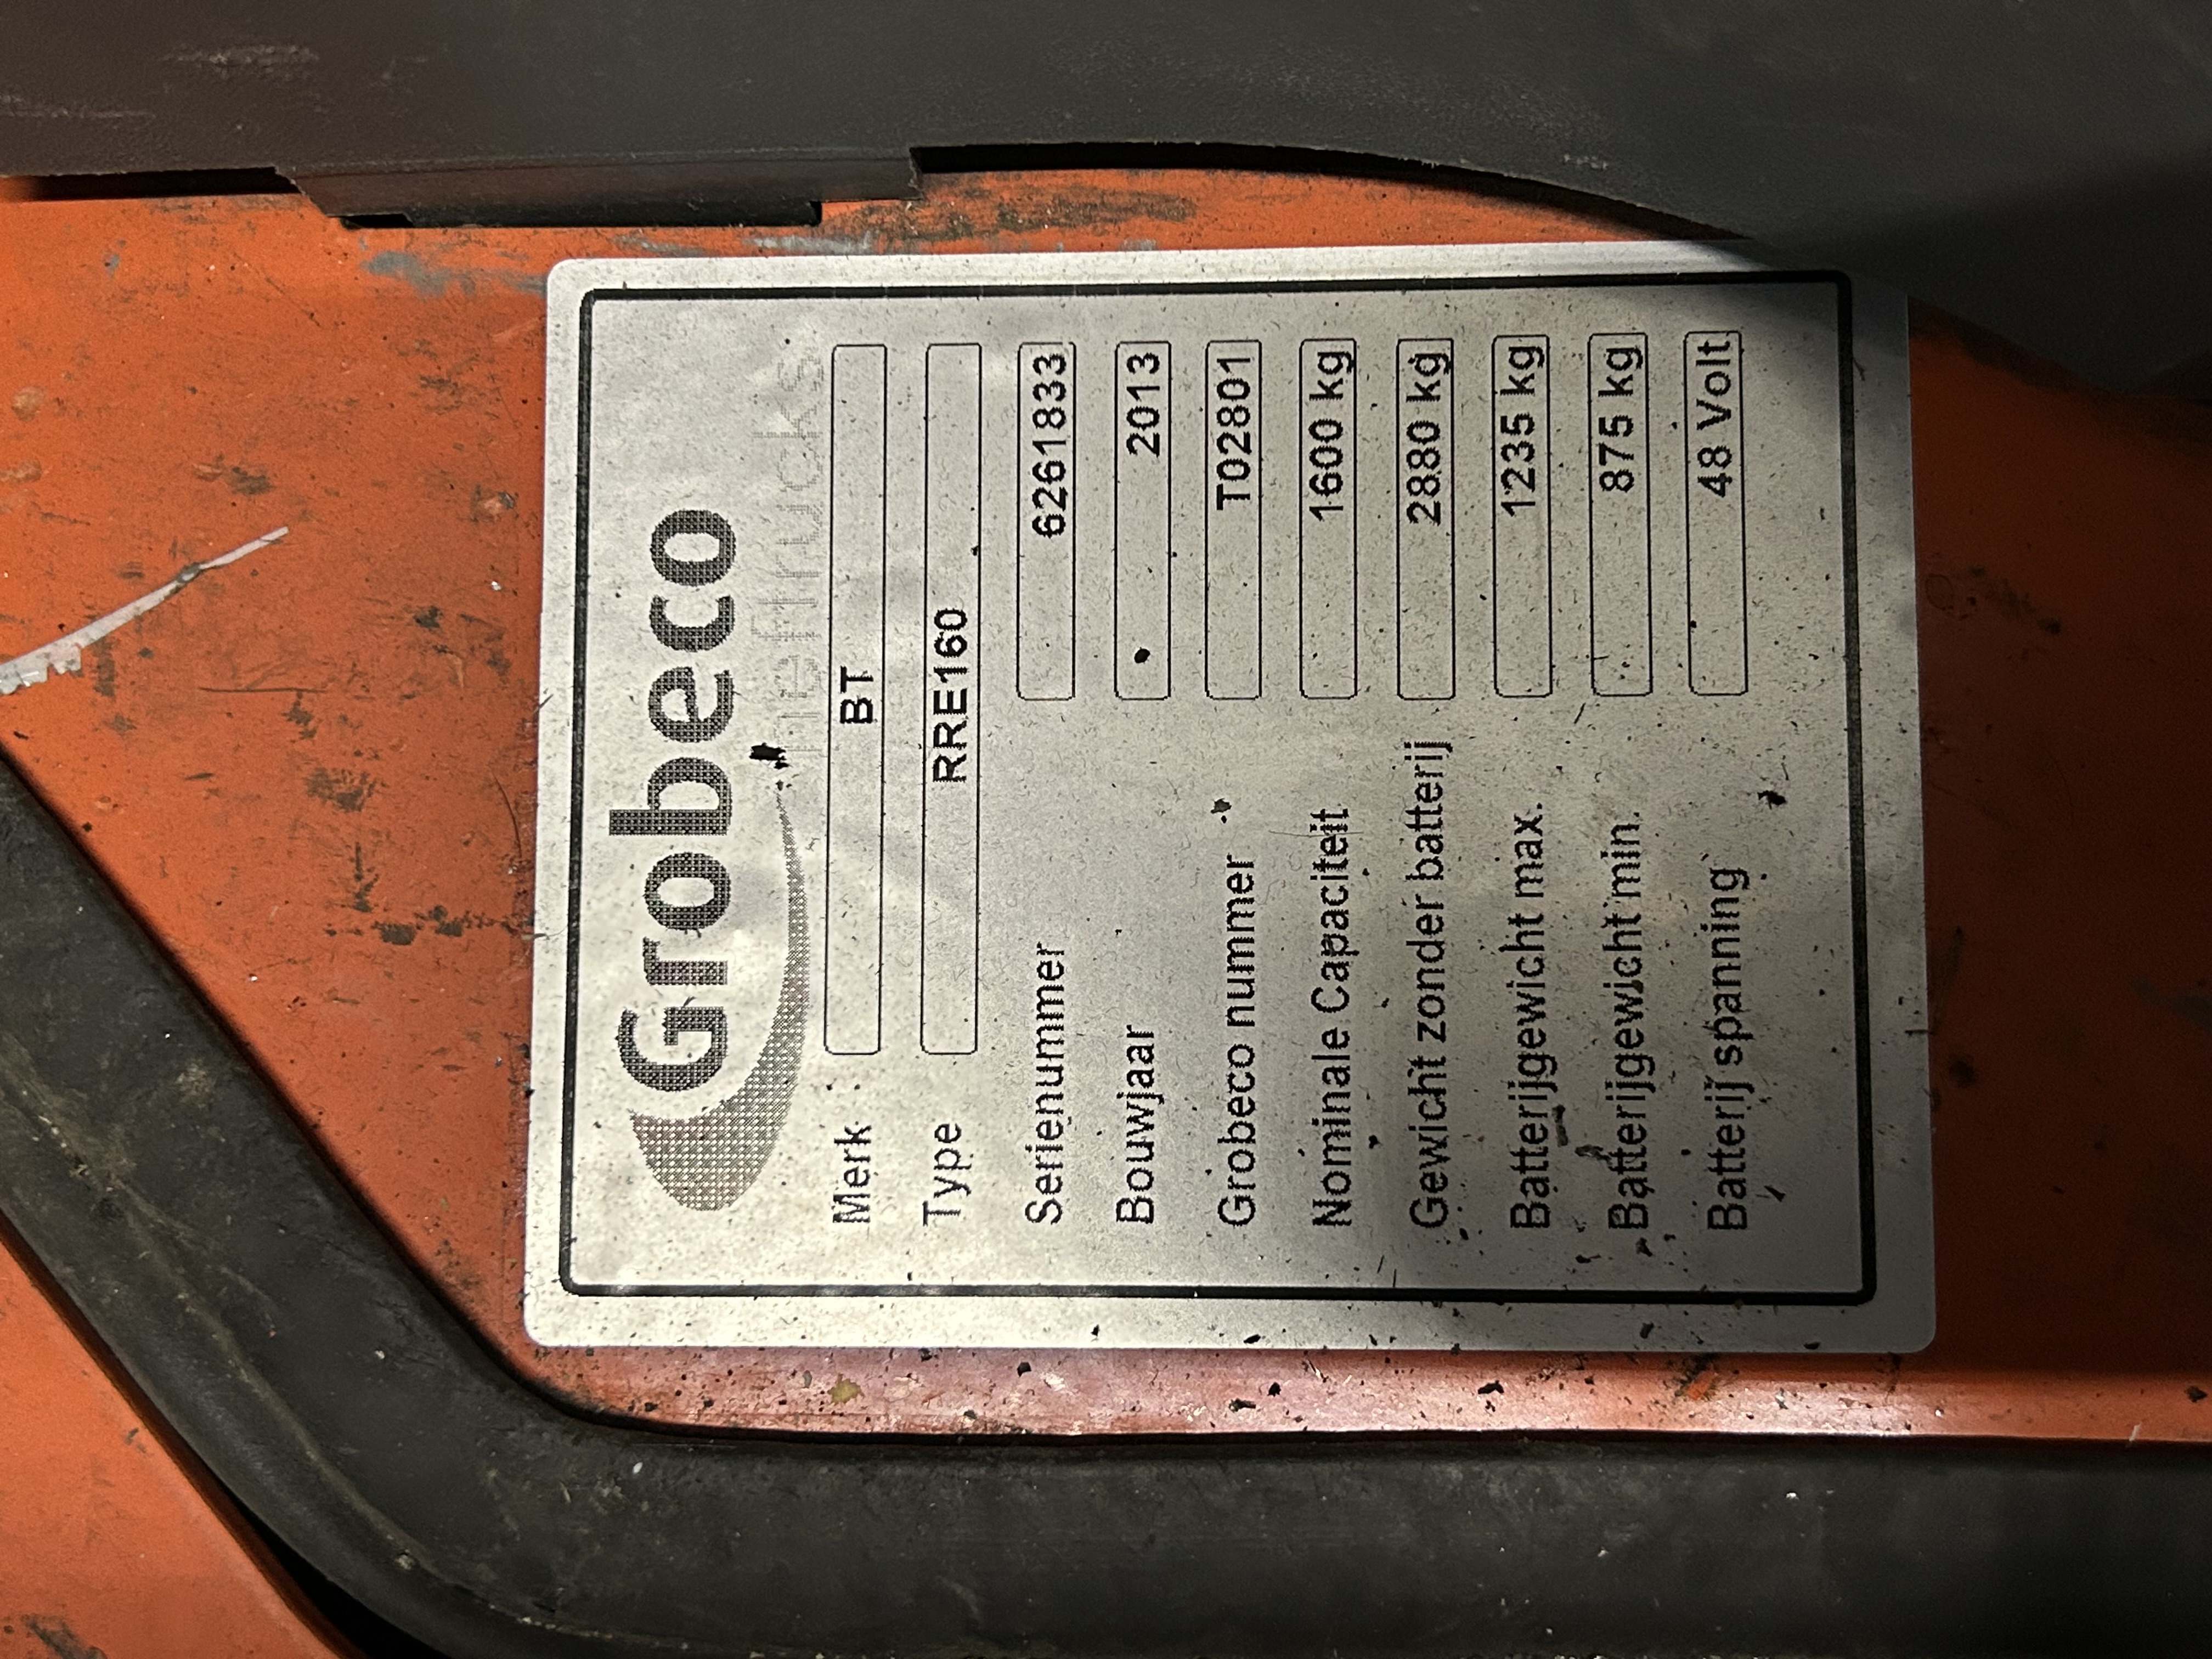 Grobeco
heftrucks
Merk BT
Type RRE160
Serienummer 6261833
Bouwjaar 2013
Grobeco nummer T02801
Nominale Capaciteit 1600 kg
Gewicht zonder batterij 2880 kg
Batterijgewicht max. 1235 kg
Batterijgewicht min. 875 kg
Batterij spanning 48 Volt